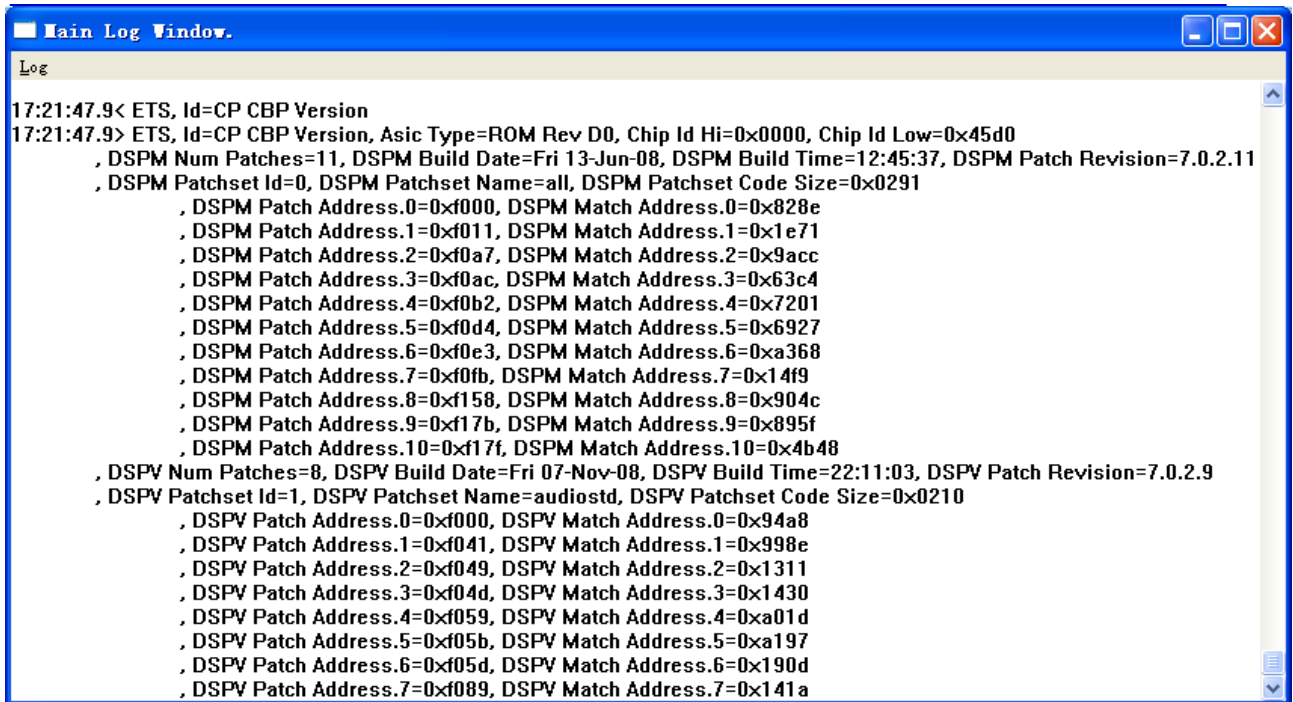 Main Log Window.
Log
17:21:47.9< ETS, Id=CP CBP Version
17:21:47.9> ETS, Id=CP CBP Version, Asic Type=ROM Rev D0, Chip Id Hi=0x0000, Chip Id Low=0x45d0
, DSPM Num Patches=11, DSPM Build Date=Fri 13-Jun-08, DSPM Build Time=12:45:37, DSPM Patch Revision=7.0.2.11
, DSPM Patchset Id=0, DSPM Patchset Name=all, DSPM Patchset Code Size=0x0291
, DSPM Patch Address.0=0xf000, DSPM Match Address.0=0x828e
, DSPM Patch Address.1=0xf011, DSPM Match Address.1=0x1e71
, DSPM Patch Address.2=0xf0a7, DSPM Match Address.2=0x9acc
, DSPM Patch Address.3=0xf0ac, DSPM Match Address.3=0x63c4
, DSPM Patch Address.4=0xf0b2, DSPM Match Address.4=0x7201
, DSPM Patch Address.5=0xf0d4, DSPM Match Address.5=0x6927
, DSPM Patch Address.6=0xf0e3, DSPM Match Address.6=0xa368
, DSPM Patch Address.7=0xf0fb, DSPM Match Address.7=0x14f9
, DSPM Patch Address.8=0xf158, DSPM Match Address.8=0x904c
, DSPM Patch Address.9=0xf17b, DSPM Match Address.9=0x895f
, DSPM Patch Address.10=0xf17f, DSPM Match Address.10=0x4b48
, DSPV Num Patches=8, DSPV Build Date=Fri 07-Nov-08, DSPV Build Time=22:11:03, DSPV Patch Revision=7.0.2.9
, DSPV Patchset Id=1, DSPV Patchset Name=audiostd, DSPV Patchset Code Size=0x0210
, DSPV Patch Address.0=0xf000, DSPV Match Address.0=0x94a8
, DSPV Patch Address.1=0xf041, DSPV Match Address.1=0x998e
, DSPV Patch Address.2=0xf049, DSPV Match Address.2=0x1311
, DSPV Patch Address.3=0xf04d, DSPV Match Address.3=0x1430
, DSPV Patch Address.4=0xf059, DSPV Match Address.4=0xa01d
, DSPV Patch Address.5=0xf05b, DSPV Match Address.5=0xa197
, DSPV Patch Address.6=0xf05d, DSPV Match Address.6=0x190d
, DSPV Patch Address.7=0xf089, DSPV Match Address.7=0x141a